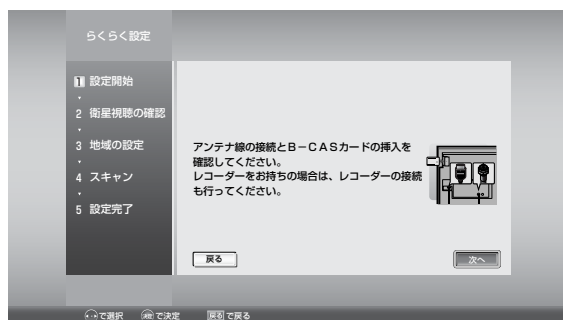 らくらく設定
1 設定開始
2 衛星視聴の確認
3 地域の設定
4 スキャン
5 設定完了
アンテナ線の接続とB−CASカードの挿入を
確認してください。
レコーダーをお持ちの場合は、レコーダーの接続
も行ってください。
戻る
次へ
で選択 決定 で決定 戻る で戻る